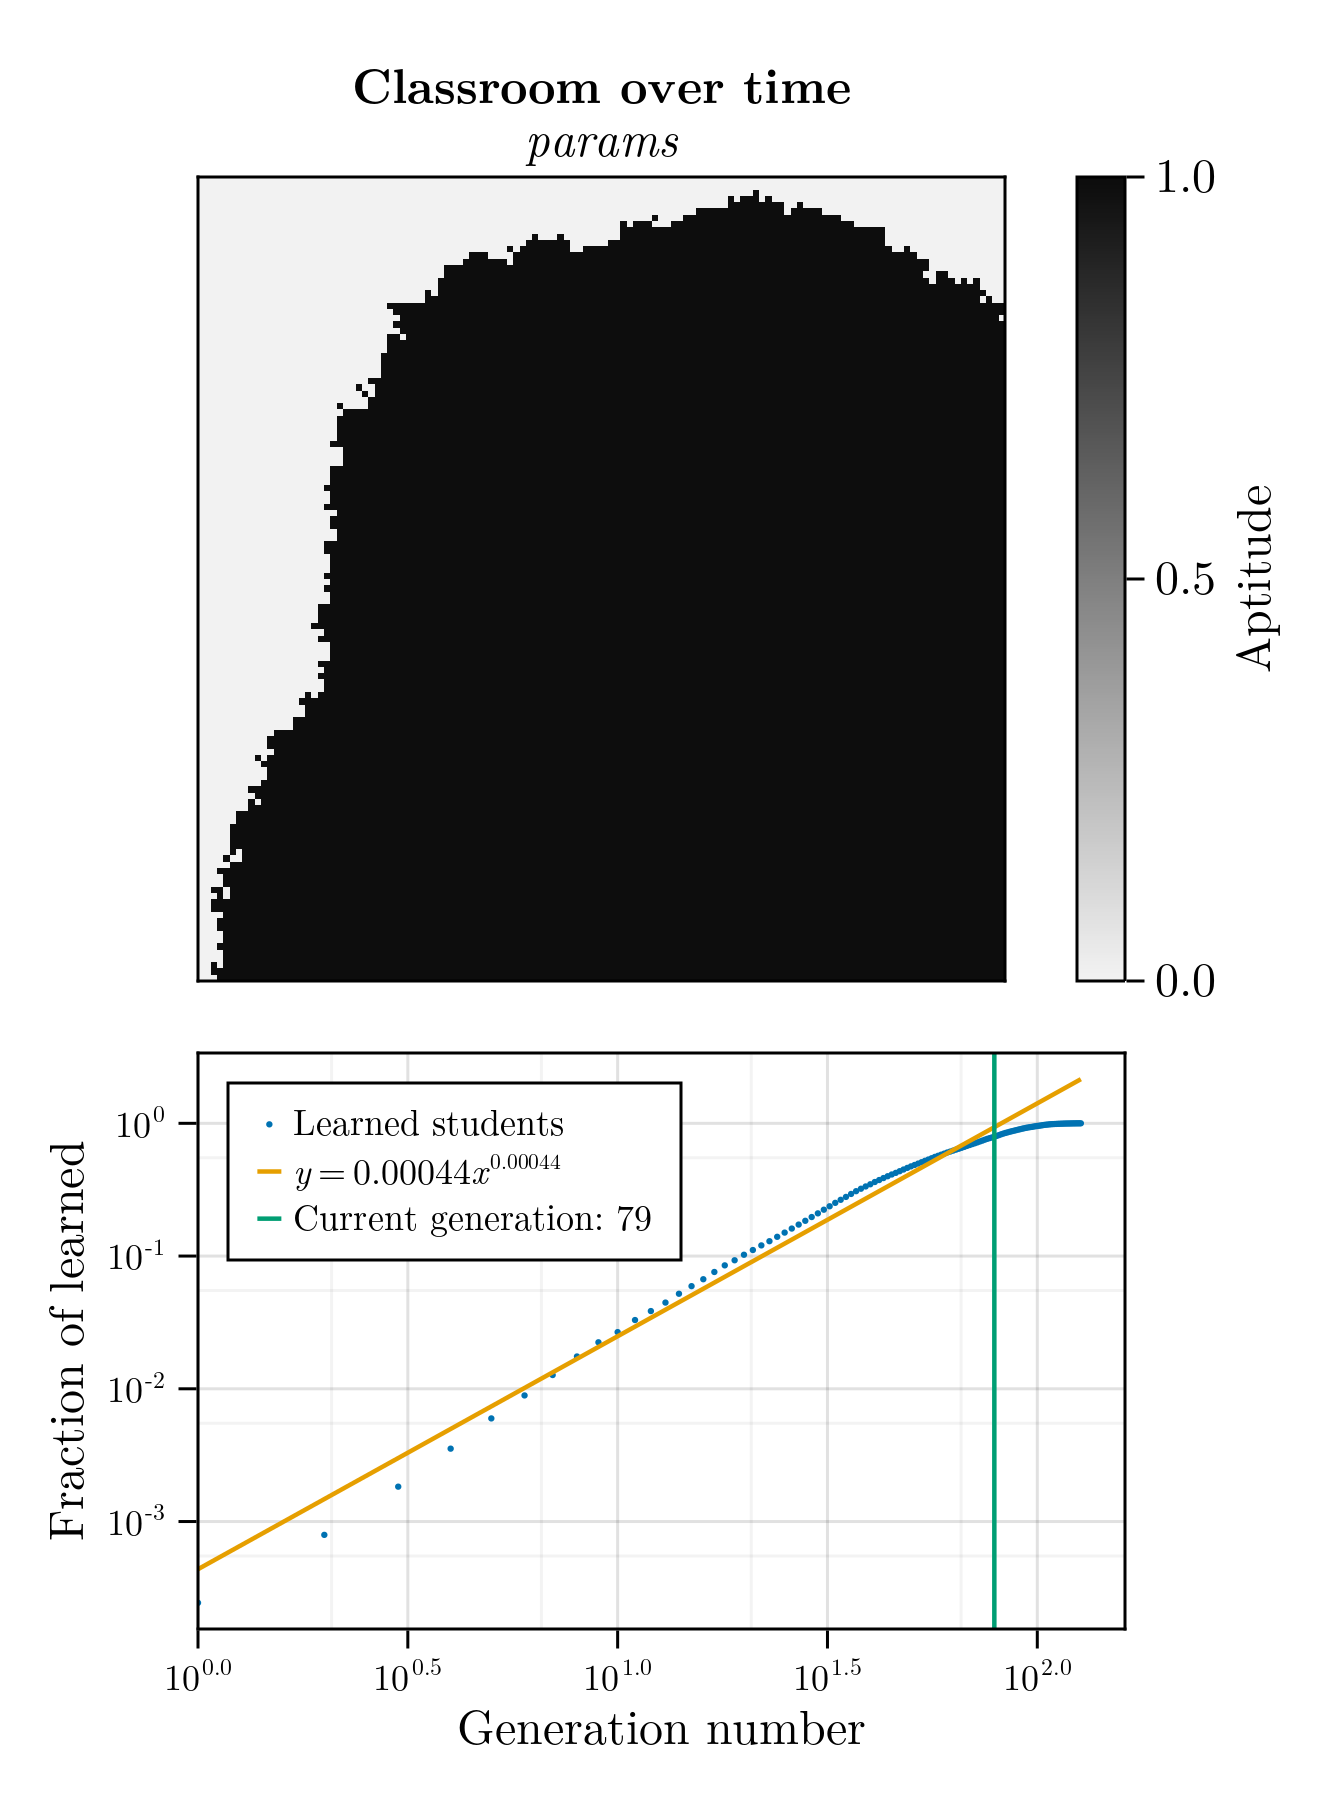 Classroom over time
params
1.0
0.5
0.0
Aptitude
Learned students
y = 0.00044x^0.00044
Current generation: 79
10^0
10^-1
10^-2
10^-3
Fraction of learned
10^0.0 10^0.5 10^1.0 10^1.5 10^2.0
Generation number